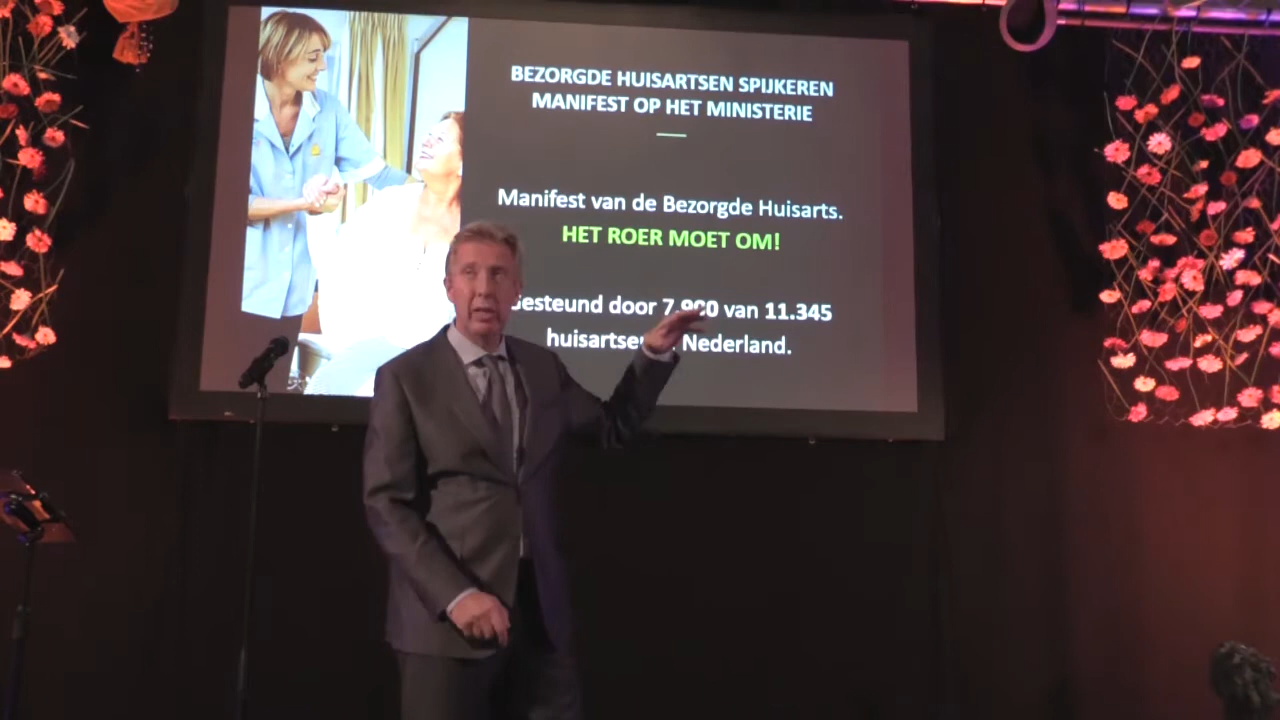 BEZORGDE HUISARTSEN SPIJKEREN
MANIFEST OP HET MINISTERIE
Manifest van de Bezorgde Huisarts.
HET ROER MOET OM!
door van 11.345
Nederland.